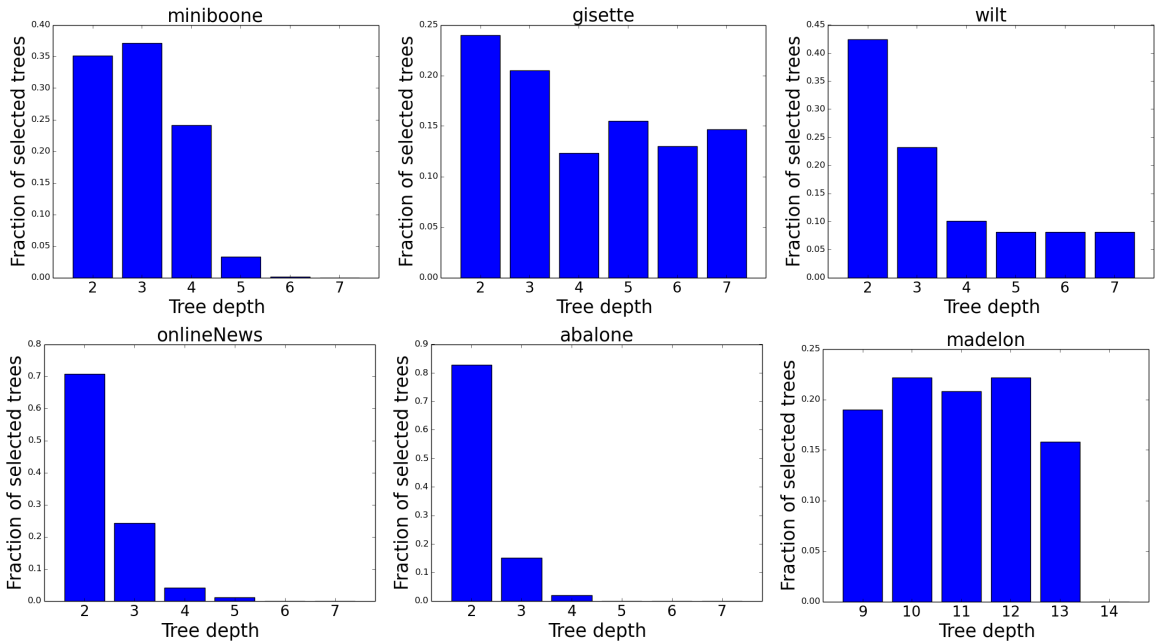 miniboone
Fraction of selected trees
0.40
0.35
0.30
0.25
0.20
0.15
0.10
0.05
0.00
2 3 4 5 6 7
Tree depth
gisette
Fraction of selected trees
0.25
0.20
0.15
0.10
0.05
0.00
2 3 4 5 6 7
Tree depth
wilt
Fraction of selected trees
0.45
0.40
0.35
0.30
0.25
0.20
0.15
0.10
0.05
0.00
2 3 4 5 6 7
Tree depth
onlineNews
Fraction of selected trees
0.8
0.7
0.6
0.5
0.4
0.3
0.2
0.1
0.0
2 3 4 5 6 7
Tree depth
abalone
Fraction of selected trees
0.9
0.8
0.7
0.6
0.5
0.4
0.3
0.2
0.1
0.0
2 3 4 5 6 7
Tree depth
madelon
Fraction of selected trees
0.25
0.20
0.15
0.10
0.05
0.00
9 10 11 12 13 14
Tree depth